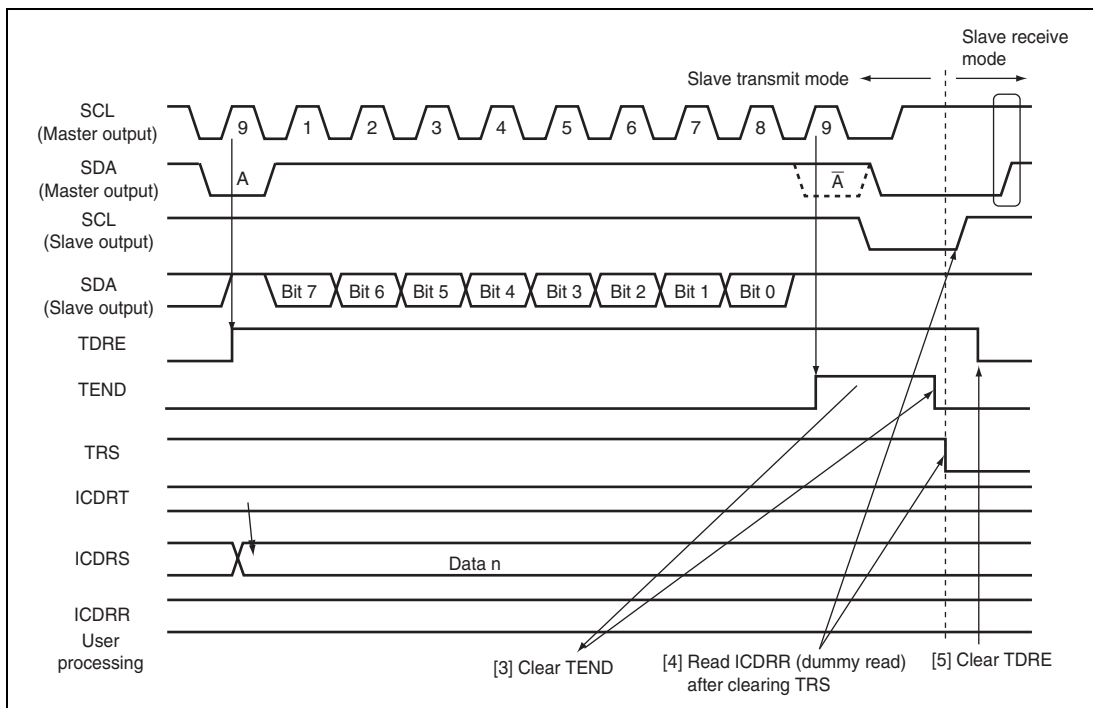 Slave receive
mode
Slave transmit mode
SCL
(Master output)
9 1 2 3 4 5 6 7 8 9
SDA
(Master output)
A A̅
SCL
(Slave output)
SDA
(Slave output)
Bit 7 Bit 6 Bit 5 Bit 4 Bit 3 Bit 2 Bit 1 Bit 0
TDRE
TEND
TRS
ICDRT
ICDRS
Data n
ICDRR
User
processing
[3] Clear TEND
[4] Read ICDRR (dummy read)
after clearing TRS
[5] Clear TDRE